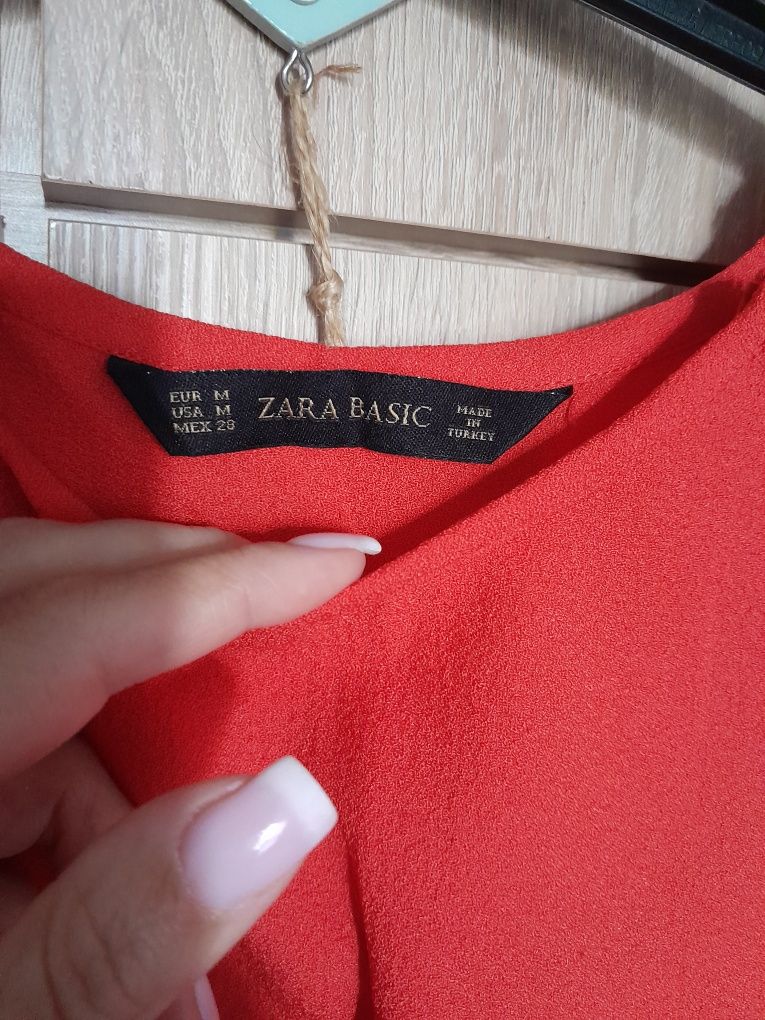 EUR M
USA M
MEX 28
ZARA BASIC
MADE
IN
TURKEY